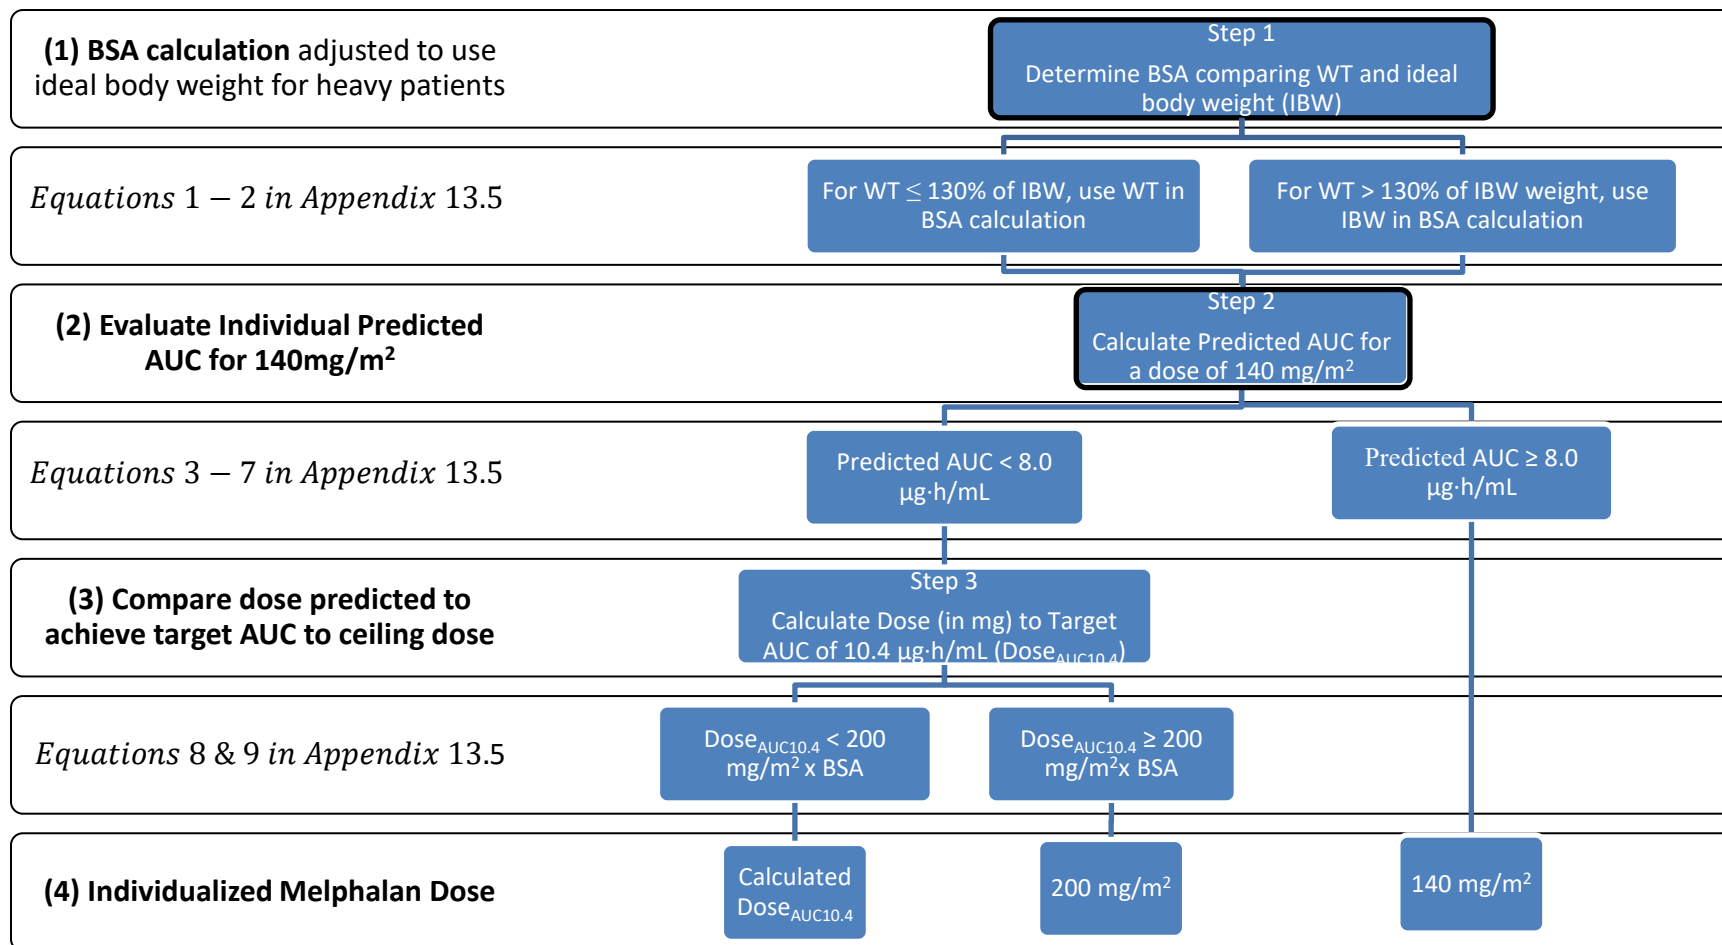 (1) BSA calculation adjusted to use
ideal body weight for heavy patients
Step 1
Determine BSA comparing WT and ideal
body weight (IBW)
Equations 1 − 2 in Appendix 13.5
For WT ≤ 130% of IBW, use WT in
BSA calculation
For WT > 130% of IBW weight, use
IBW in BSA calculation
(2) Evaluate Individual Predicted
AUC for 140mg/m²
Step 2
Calculate Predicted AUC for
a dose of 140 mg/m²
Equations 3 − 7 in Appendix 13.5
Predicted AUC < 8.0
µg·h/mL
Predicted AUC ≥ 8.0
µg·h/mL
(3) Compare dose predicted to
achieve target AUC to ceiling dose
Step 3
Calculate Dose (in mg) to Target
AUC of 10.4 µg·h/mL (Dose_AUC10.4)
Equations 8 & 9 in Appendix 13.5
Dose_AUC10.4 < 200
mg/m² x BSA
Dose_AUC10.4 ≥ 200
mg/m²x BSA
(4) Individualized Melphalan Dose
Calculated
Dose_AUC10.4
200 mg/m²
140 mg/m²